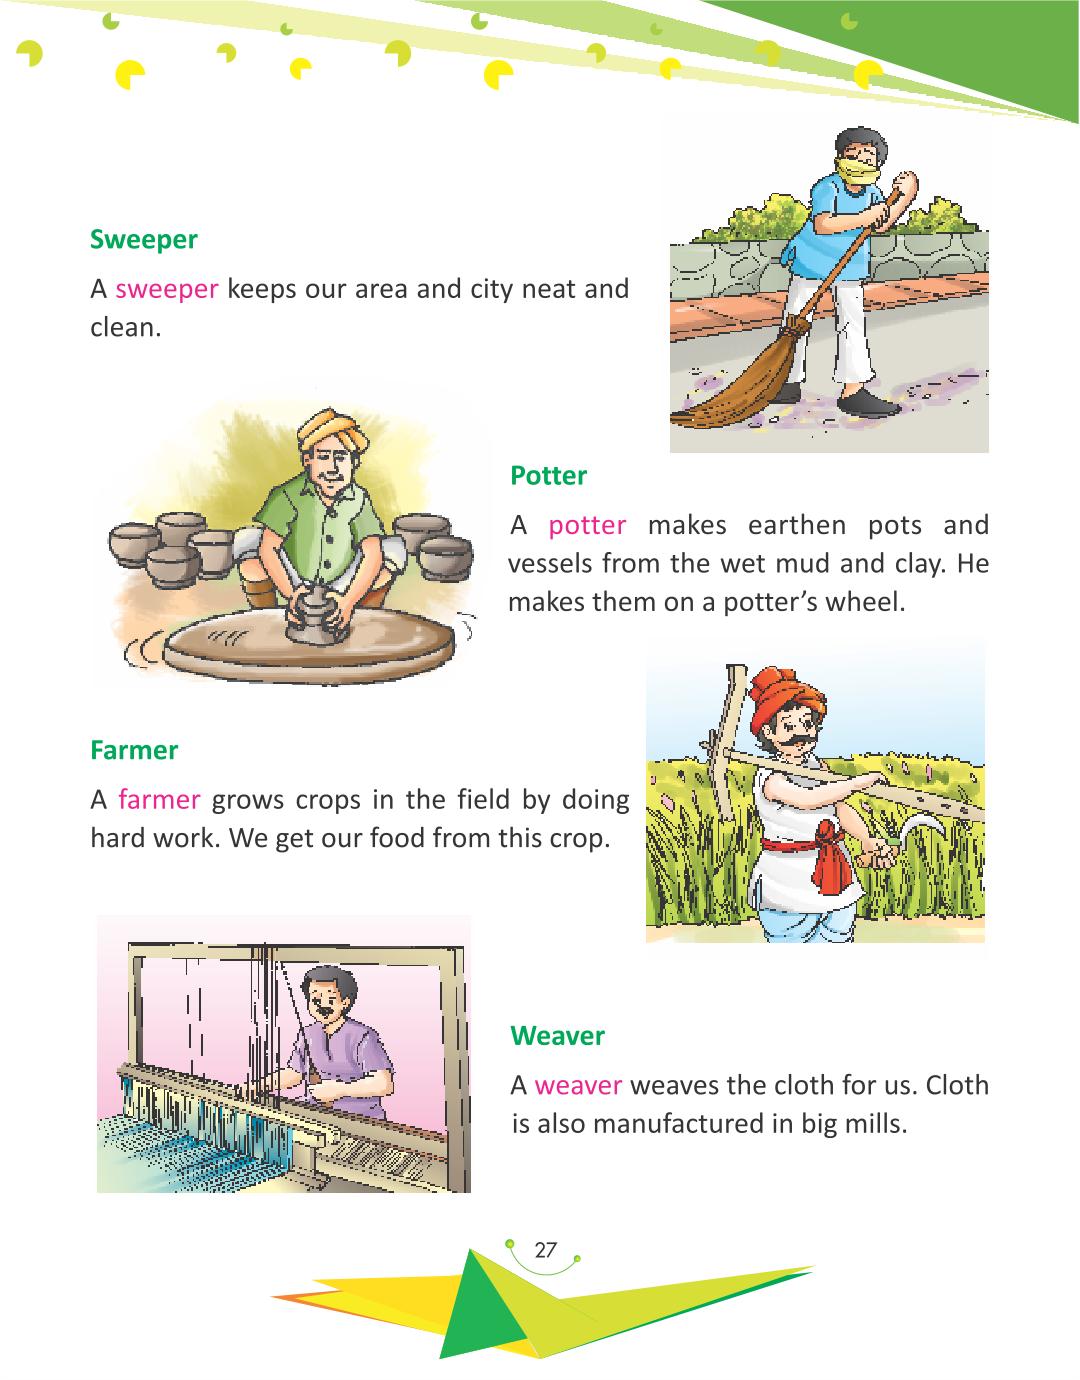 Sweeper
A sweeper keeps our area and city neat and
clean.
Potter
A potter makes earthen pots and
vessels from the wet mud and clay. He
makes them on a potter’s wheel.
Farmer
A farmer grows crops in the field by doing
hard work. We get our food from this crop.
Weaver
A weaver weaves the cloth for us. Cloth
is also manufactured in big mills.
27